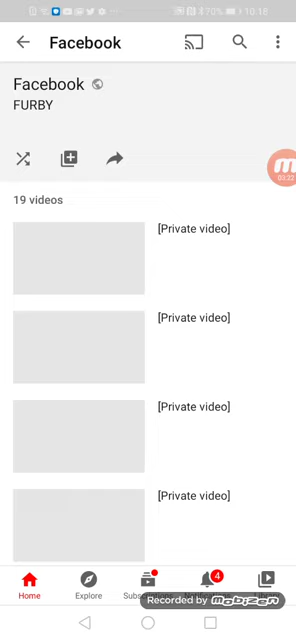 70% 10.18
Facebook
Facebook
FURBY
19 videos
[Private video]
03:22
[Private video]
[Private video]
[Private video]
4
Home
Explore
Recorded by mobizen